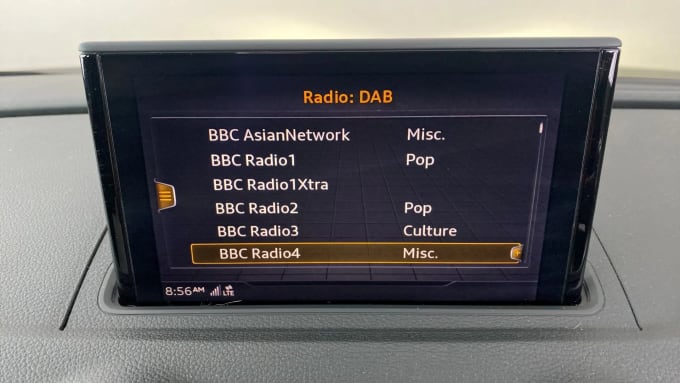 Radio: DAB
BBC AsianNetwork Misc.
BBC Radio1 Pop
BBC Radio1Xtra
BBC Radio2 Pop
BBC Radio3 Culture
BBC Radio4 Misc.
8:56AM LTE